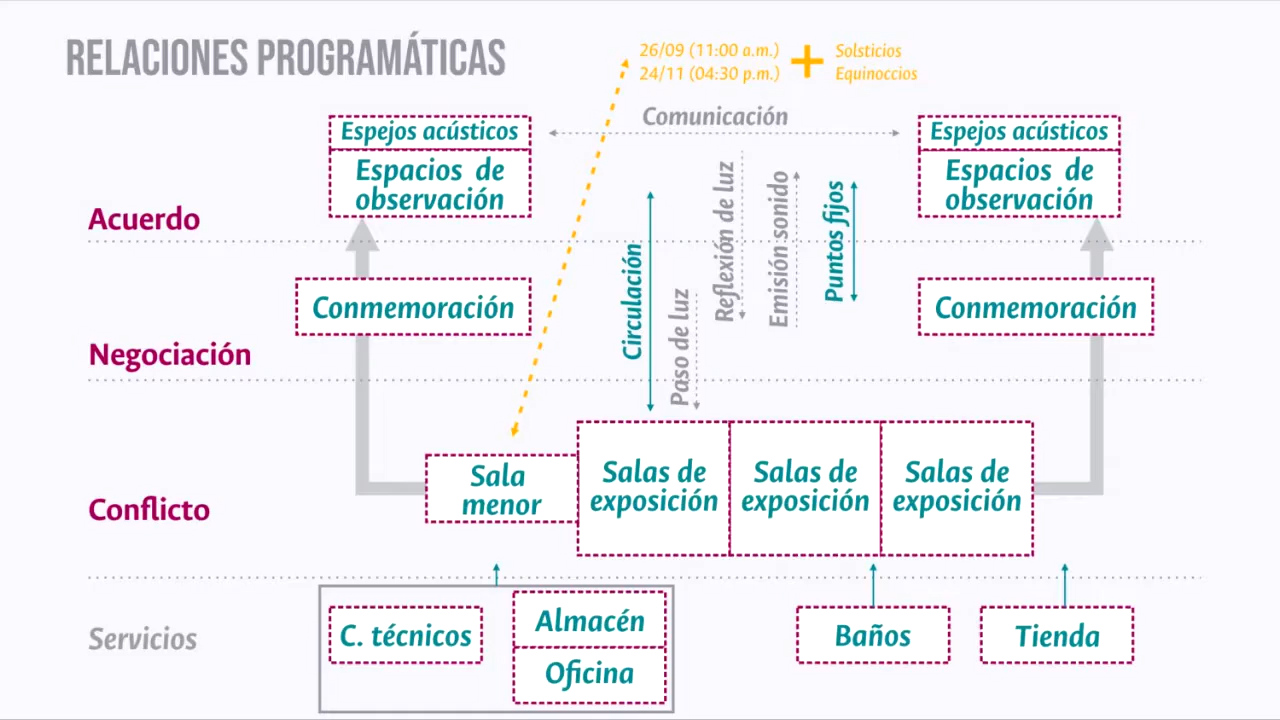 RELACIONES PROGRAMÁTICAS
26/09 (11:00 a.m.)
24/11 (04:30 p.m.)
+
Solsticios
Equinoccios
Comunicación
Espejos acústicos
Espacios de
observación
Espejos acústicos
Espacios de
observación
Acuerdo
Circulación
Paso de luz
Reflexión de luz
Emisión sonido
Puntos fijos
Conmemoración
Conmemoración
Negociación
Conflicto
Sala
menor
Salas de
exposición
Salas de
exposición
Salas de
exposición
Servicios
C. técnicos
Almacén
Oficina
Baños
Tienda